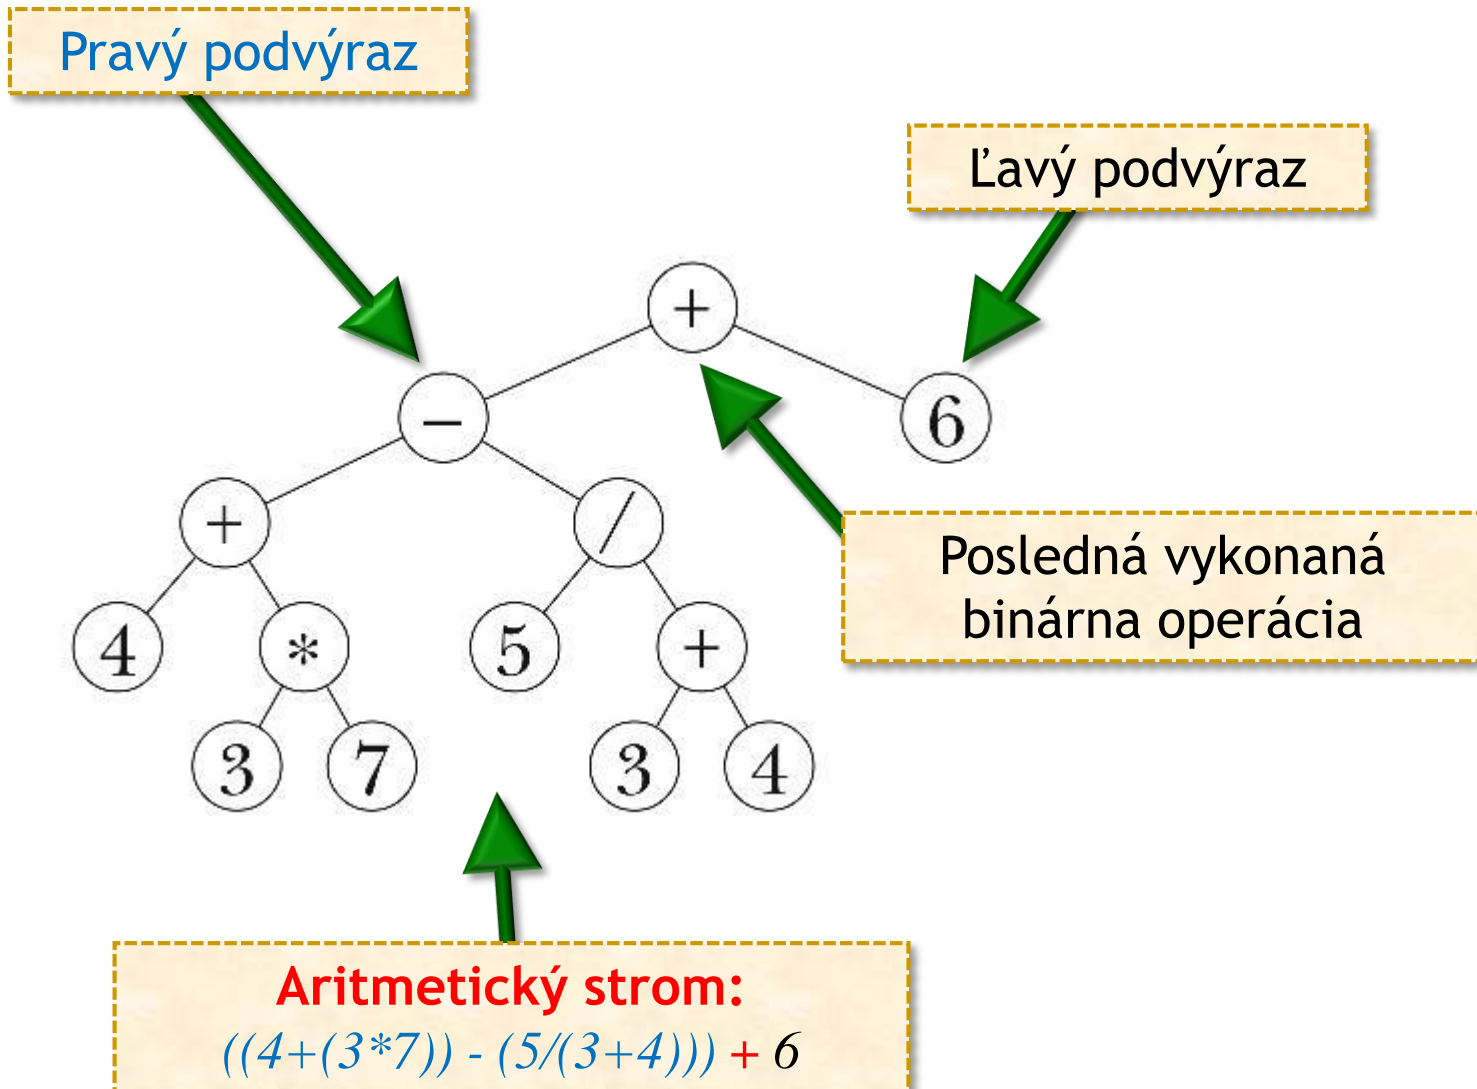 Pravý podvýraz
Ľavý podvýraz
+
− 6
+ /
4 * 5 +
3 7 3 4
Posledná vykonaná
binárna operácia
Aritmetický strom:
((4+(3*7)) - (5/(3+4))) + 6